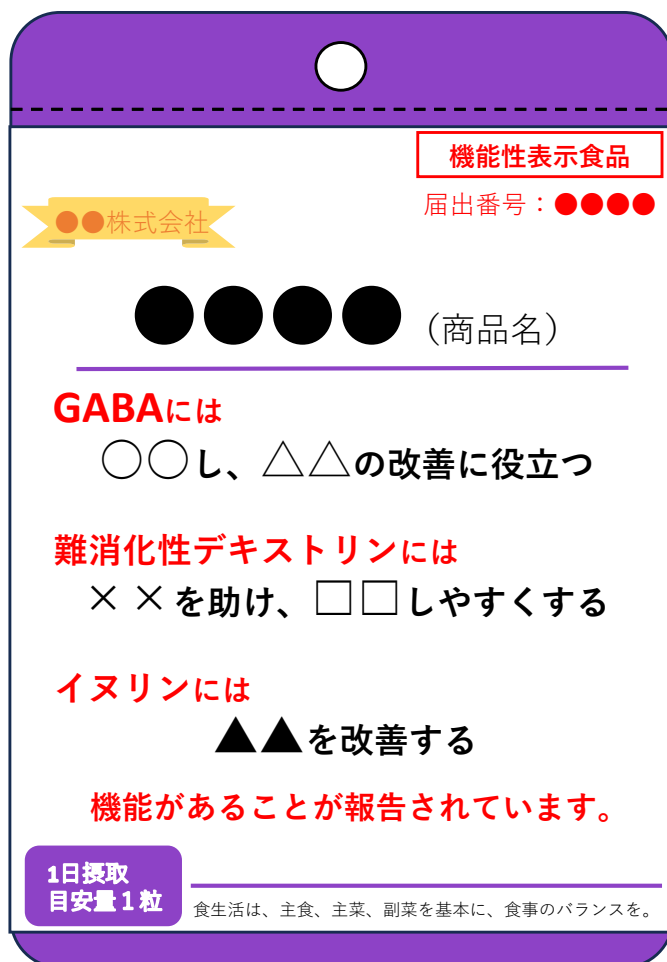 機能性表示食品
届出番号：●●●●
●●株式会社
●●●●（商品名）
GABAには
○○し、△△の改善に役立つ
難消化性デキストリンには
××を助け、□□しやすくする
イヌリンには
▲▲を改善する
機能があることが報告されています。
1日摂取
目安量１粒
食生活は、主食、主菜、副菜を基本に、食事のバランスを。